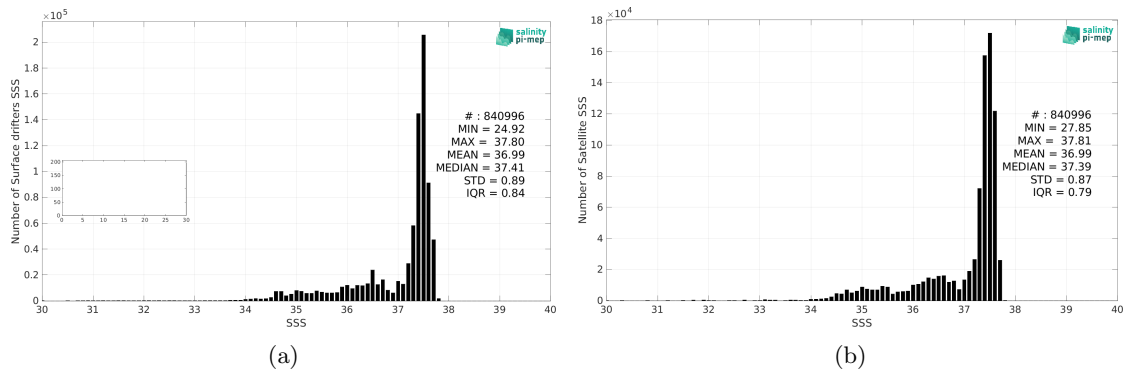 ×10⁵
2
1.8
1.6
1.4
1.2
1
0.8
0.6
0.4
0.2
0
Number of Surface drifters SSS
salinity
pi-mep
# : 840996
MIN = 24.92
MAX = 37.80
MEAN = 36.99
MEDIAN = 37.41
STD = 0.89
IQR = 0.84
200
150
100
50
0
0 5 10 15 20 25 30
30 31 32 33 34 35 36 37 38 39 40
SSS
(a)
×10⁴
18
16
14
12
10
8
6
4
2
0
Number of Satellite SSS
salinity
pi-mep
# : 840996
MIN = 27.85
MAX = 37.81
MEAN = 36.99
MEDIAN = 37.39
STD = 0.87
IQR = 0.79
30 31 32 33 34 35 36 37 38 39 40
SSS
(b)